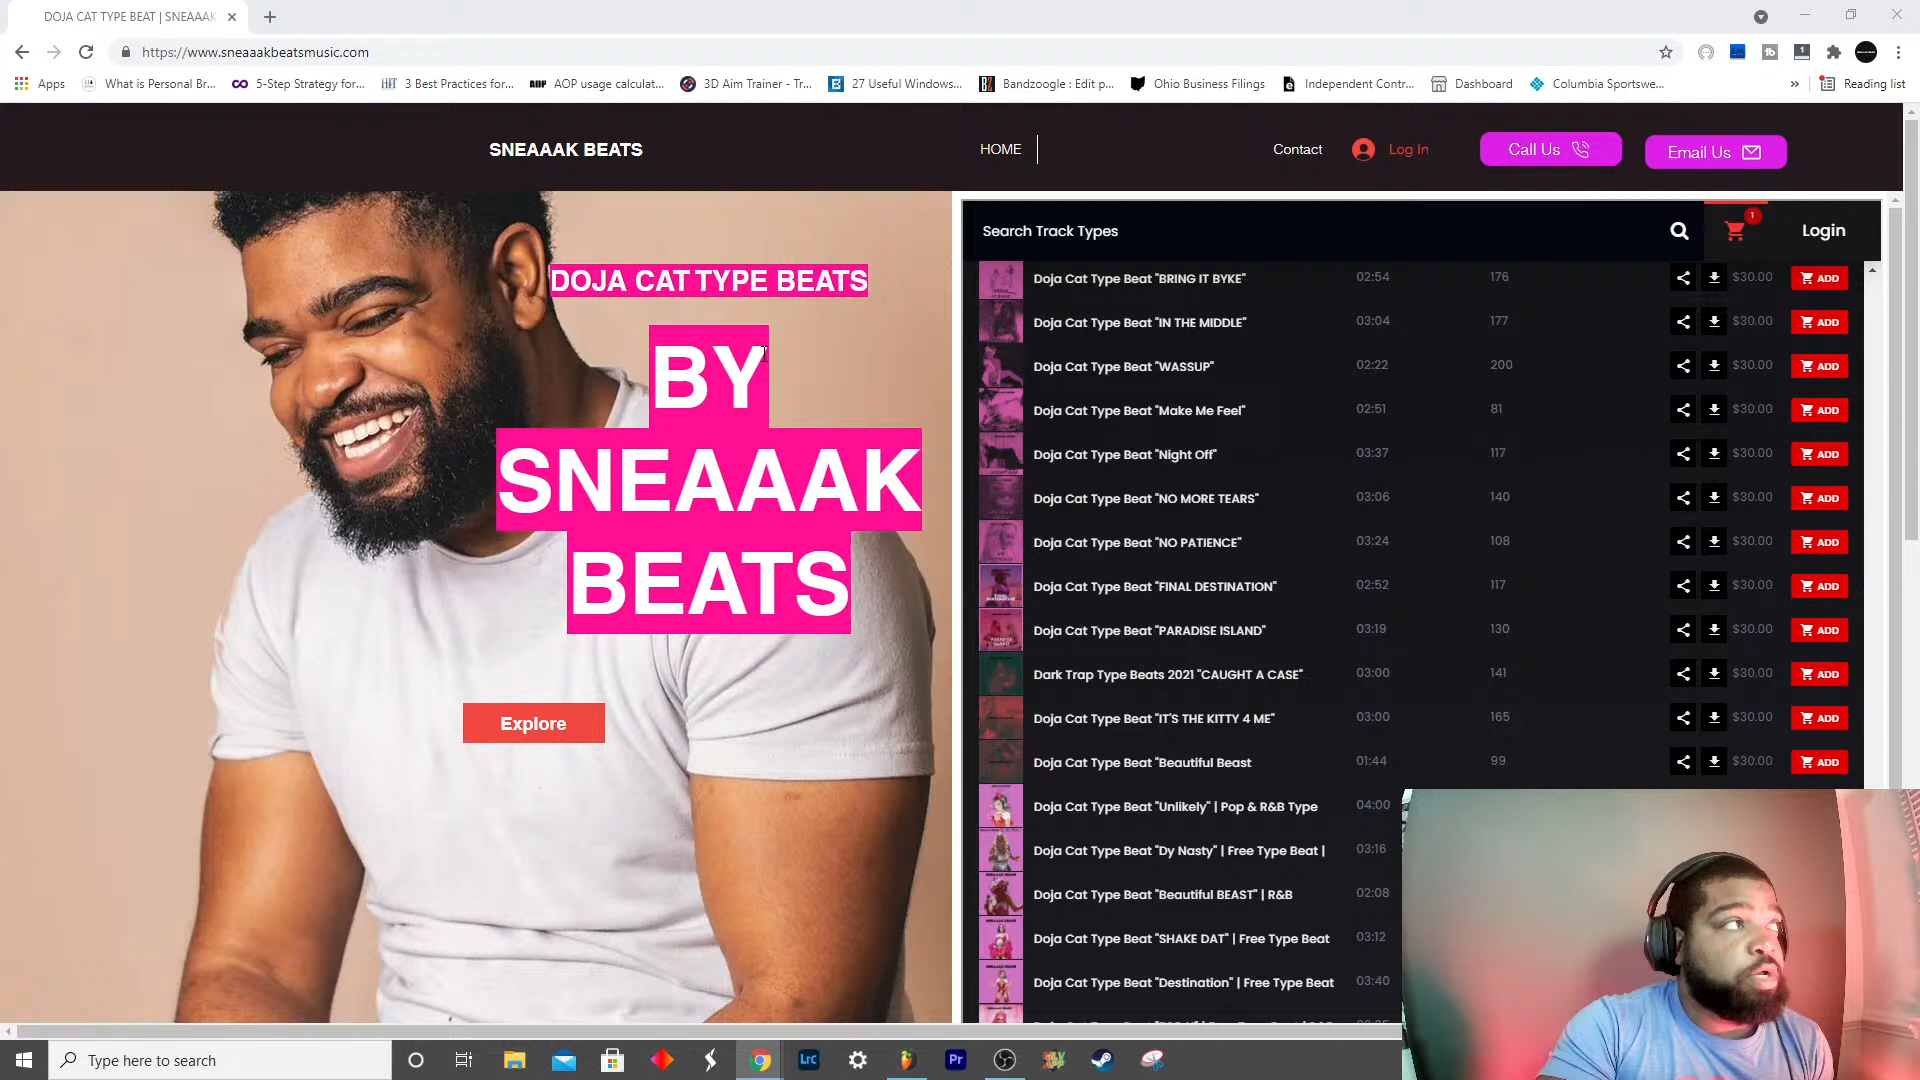 DOJA CAT TYPE BEAT | SNEAAAK
https://www.sneaaakbeatsmusic.com
Apps
What is Personal Br...
5-Step Strategy for...
3 Best Practices for...
AOP usage calculat...
3D Aim Trainer - Tr...
27 Useful Windows...
Bandzoogle : Edit p...
Ohio Business Filings
Independent Contr...
Dashboard
Columbia Sportswe...
»
Reading list
SNEAAAK BEATS
HOME
Contact
Log In
Call Us
Email Us
DOJA CAT TYPE BEATS
BY
SNEAAAK
BEATS
Explore
Search Track Types
1
Login
Doja Cat Type Beat "BRING IT BYKE" 02:54 176 $30.00 ADD
Doja Cat Type Beat "IN THE MIDDLE" 03:04 177 $30.00 ADD
Doja Cat Type Beat "WASSUP" 02:22 200 $30.00 ADD
Doja Cat Type Beat "Make Me Feel" 02:51 81 $30.00 ADD
Doja Cat Type Beat "Night Off" 03:37 117 $30.00 ADD
Doja Cat Type Beat "NO MORE TEARS" 03:06 140 $30.00 ADD
Doja Cat Type Beat "NO PATIENCE" 03:24 108 $30.00 ADD
Doja Cat Type Beat "FINAL DESTINATION" 02:52 117 $30.00 ADD
Doja Cat Type Beat "PARADISE ISLAND" 03:19 130 $30.00 ADD
Dark Trap Type Beats 2021 "CAUGHT A CASE" 03:00 141 $30.00 ADD
Doja Cat Type Beat "IT'S THE KITTY 4 ME" 03:00 165 $30.00 ADD
Doja Cat Type Beat "Beautiful Beast 01:44 99 $30.00 ADD
Doja Cat Type Beat "Unlikely" | Pop & R&B Type 04:00
Doja Cat Type Beat "Dy Nasty" | Free Type Beat | 03:16
Doja Cat Type Beat "Beautiful BEAST" | R&B 02:08
Doja Cat Type Beat "SHAKE DAT" | Free Type Beat 03:12
Doja Cat Type Beat "Destination" | Free Type Beat 03:40
Type here to search
Lrc
Pr